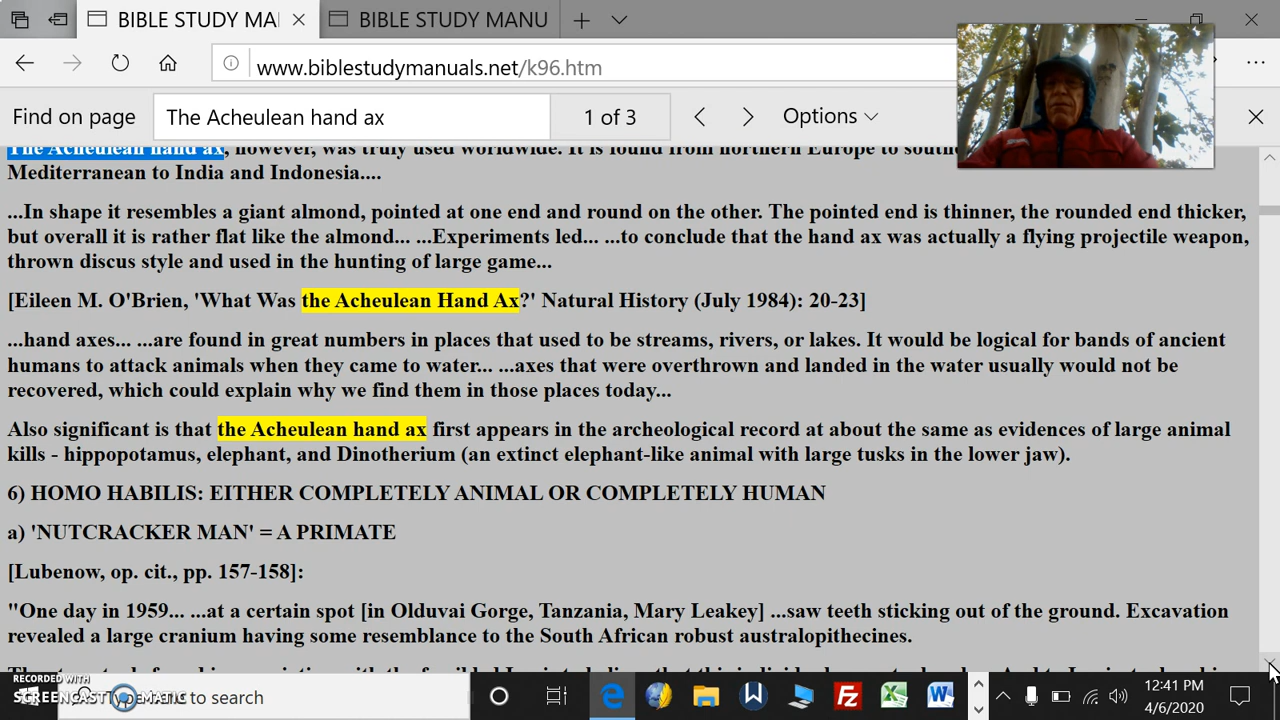 BIBLE STUDY MA
BIBLE STUDY MANU
www.biblestudymanuals.net/k96.htm
Find on page
The Acheulean hand ax
1 of 3
Options
The Acheulean hand ax, however, was truly used worldwide. It is found from northern Europe to
Mediterranean to India and Indonesia....
...In shape it resembles a giant almond, pointed at one end and round on the other. The pointed end is thinner, the rounded end thicker,
but overall it is rather flat like the almond... ...Experiments led... ...to conclude that the hand ax was actually a flying projectile weapon,
thrown discus style and used in the hunting of large game...
[Eileen M. O'Brien, 'What Was the Acheulean Hand Ax?' Natural History (July 1984): 20-23]
...hand axes... ...are found in great numbers in places that used to be streams, rivers, or lakes. It would be logical for bands of ancient
humans to attack animals when they came to water... ...axes that were overthrown and landed in the water usually would not be
recovered, which could explain why we find them in those places today...
Also significant is that the Acheulean hand ax first appears in the archeological record at about the same as evidences of large animal
kills - hippopotamus, elephant, and Dinotherium (an extinct elephant-like animal with large tusks in the lower jaw).
6) HOMO HABILIS: EITHER COMPLETELY ANIMAL OR COMPLETELY HUMAN
a) 'NUTCRACKER MAN' = A PRIMATE
[Lubenow, op. cit., pp. 157-158]:
"One day in 1959... ...at a certain spot [in Olduvai Gorge, Tanzania, Mary Leakey] ...saw teeth sticking out of the ground. Excavation
revealed a large cranium having some resemblance to the South African robust australopithecines.
RECORDED WITH
SCREENCAST MATIC
Type here to search
12:41 PM
4/6/2020